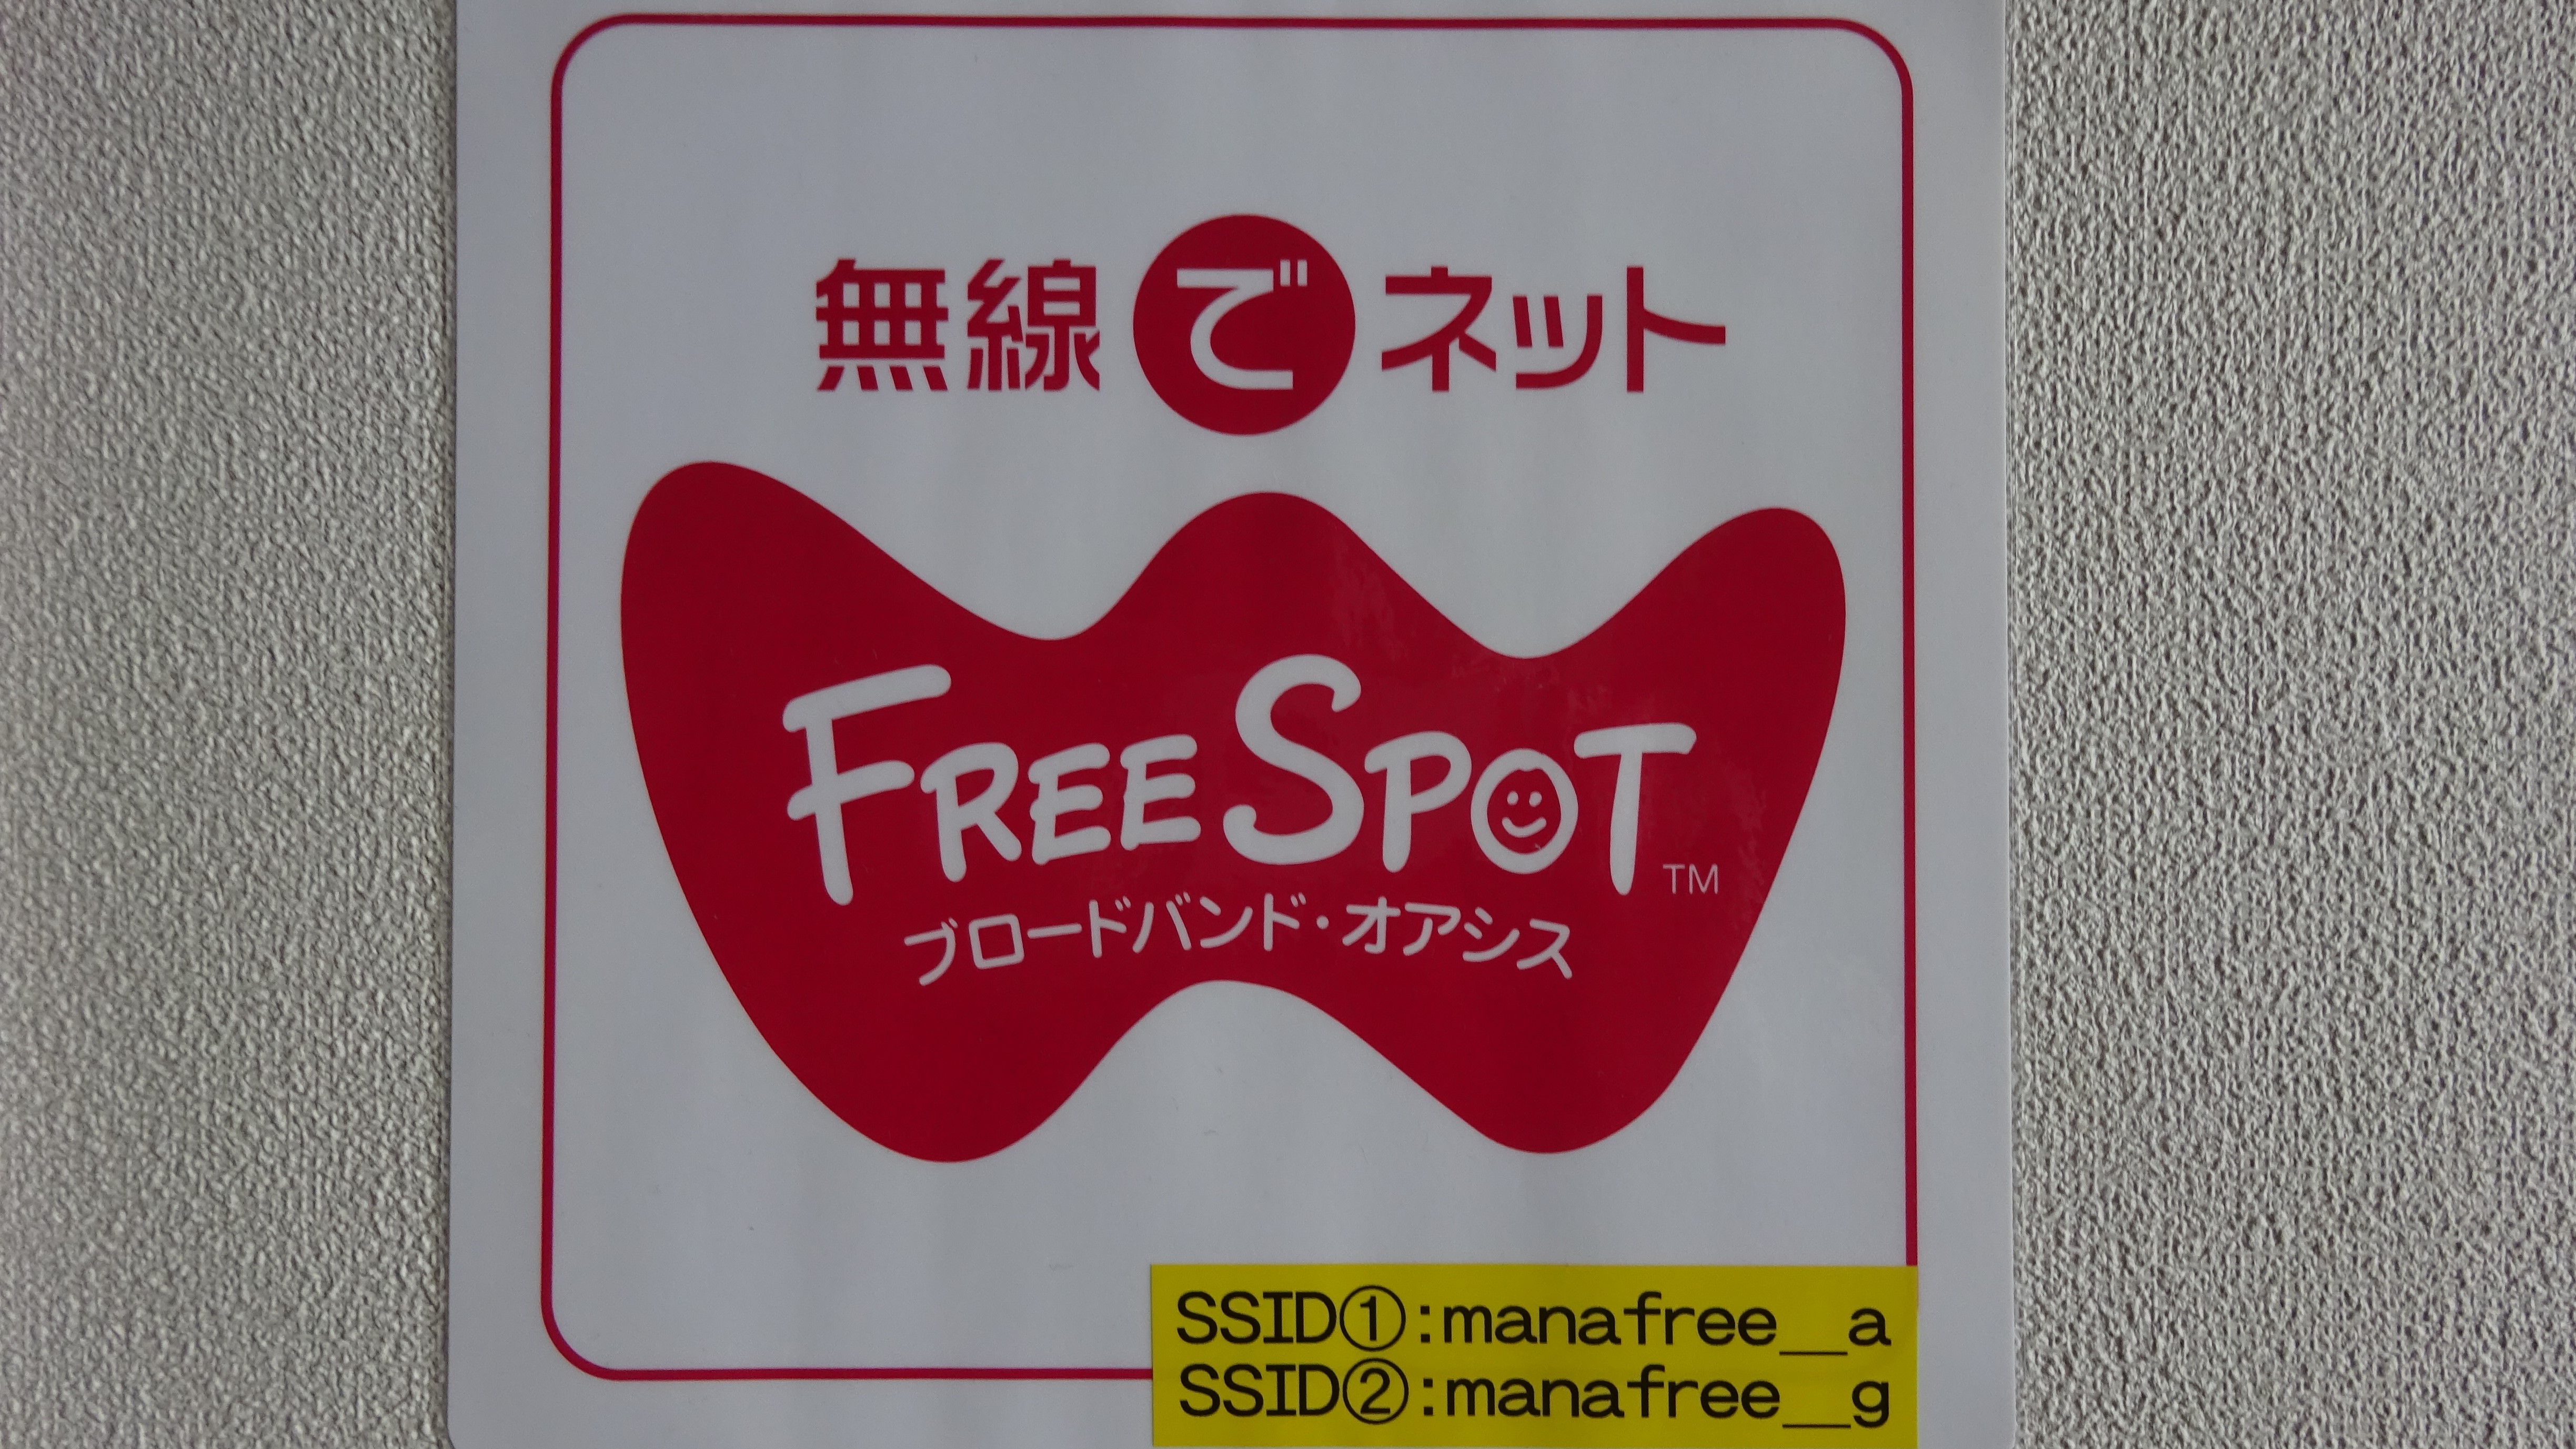 無線でネット
FREE SPOT TM
ブロードバンド・オアシス
SSID①:manafree_a
SSID②:manafree_g